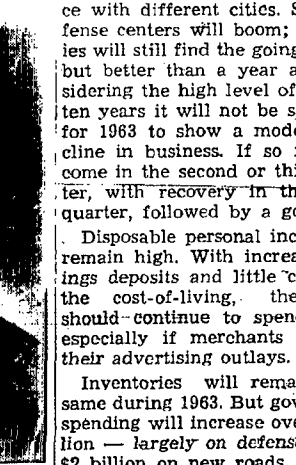 ce with different cities. S
fense centers will boom;
ies will still find the going
but better than a year a
sidering the high level of
ten years it will not be s
for 1963 to show a mode
cline in business. If so
come in the second or thi
ter, with recovery in th
quarter, followed by a go
Disposable personal inc
remain high. With increa
ings deposits and little c
the cost-of-living, the
should continue to spen
especially if merchants
their advertising outlays.
Inventories will rema
same during 1963. But gov
spending will increase ove
lion — largely on defens
$2 billion on new roads